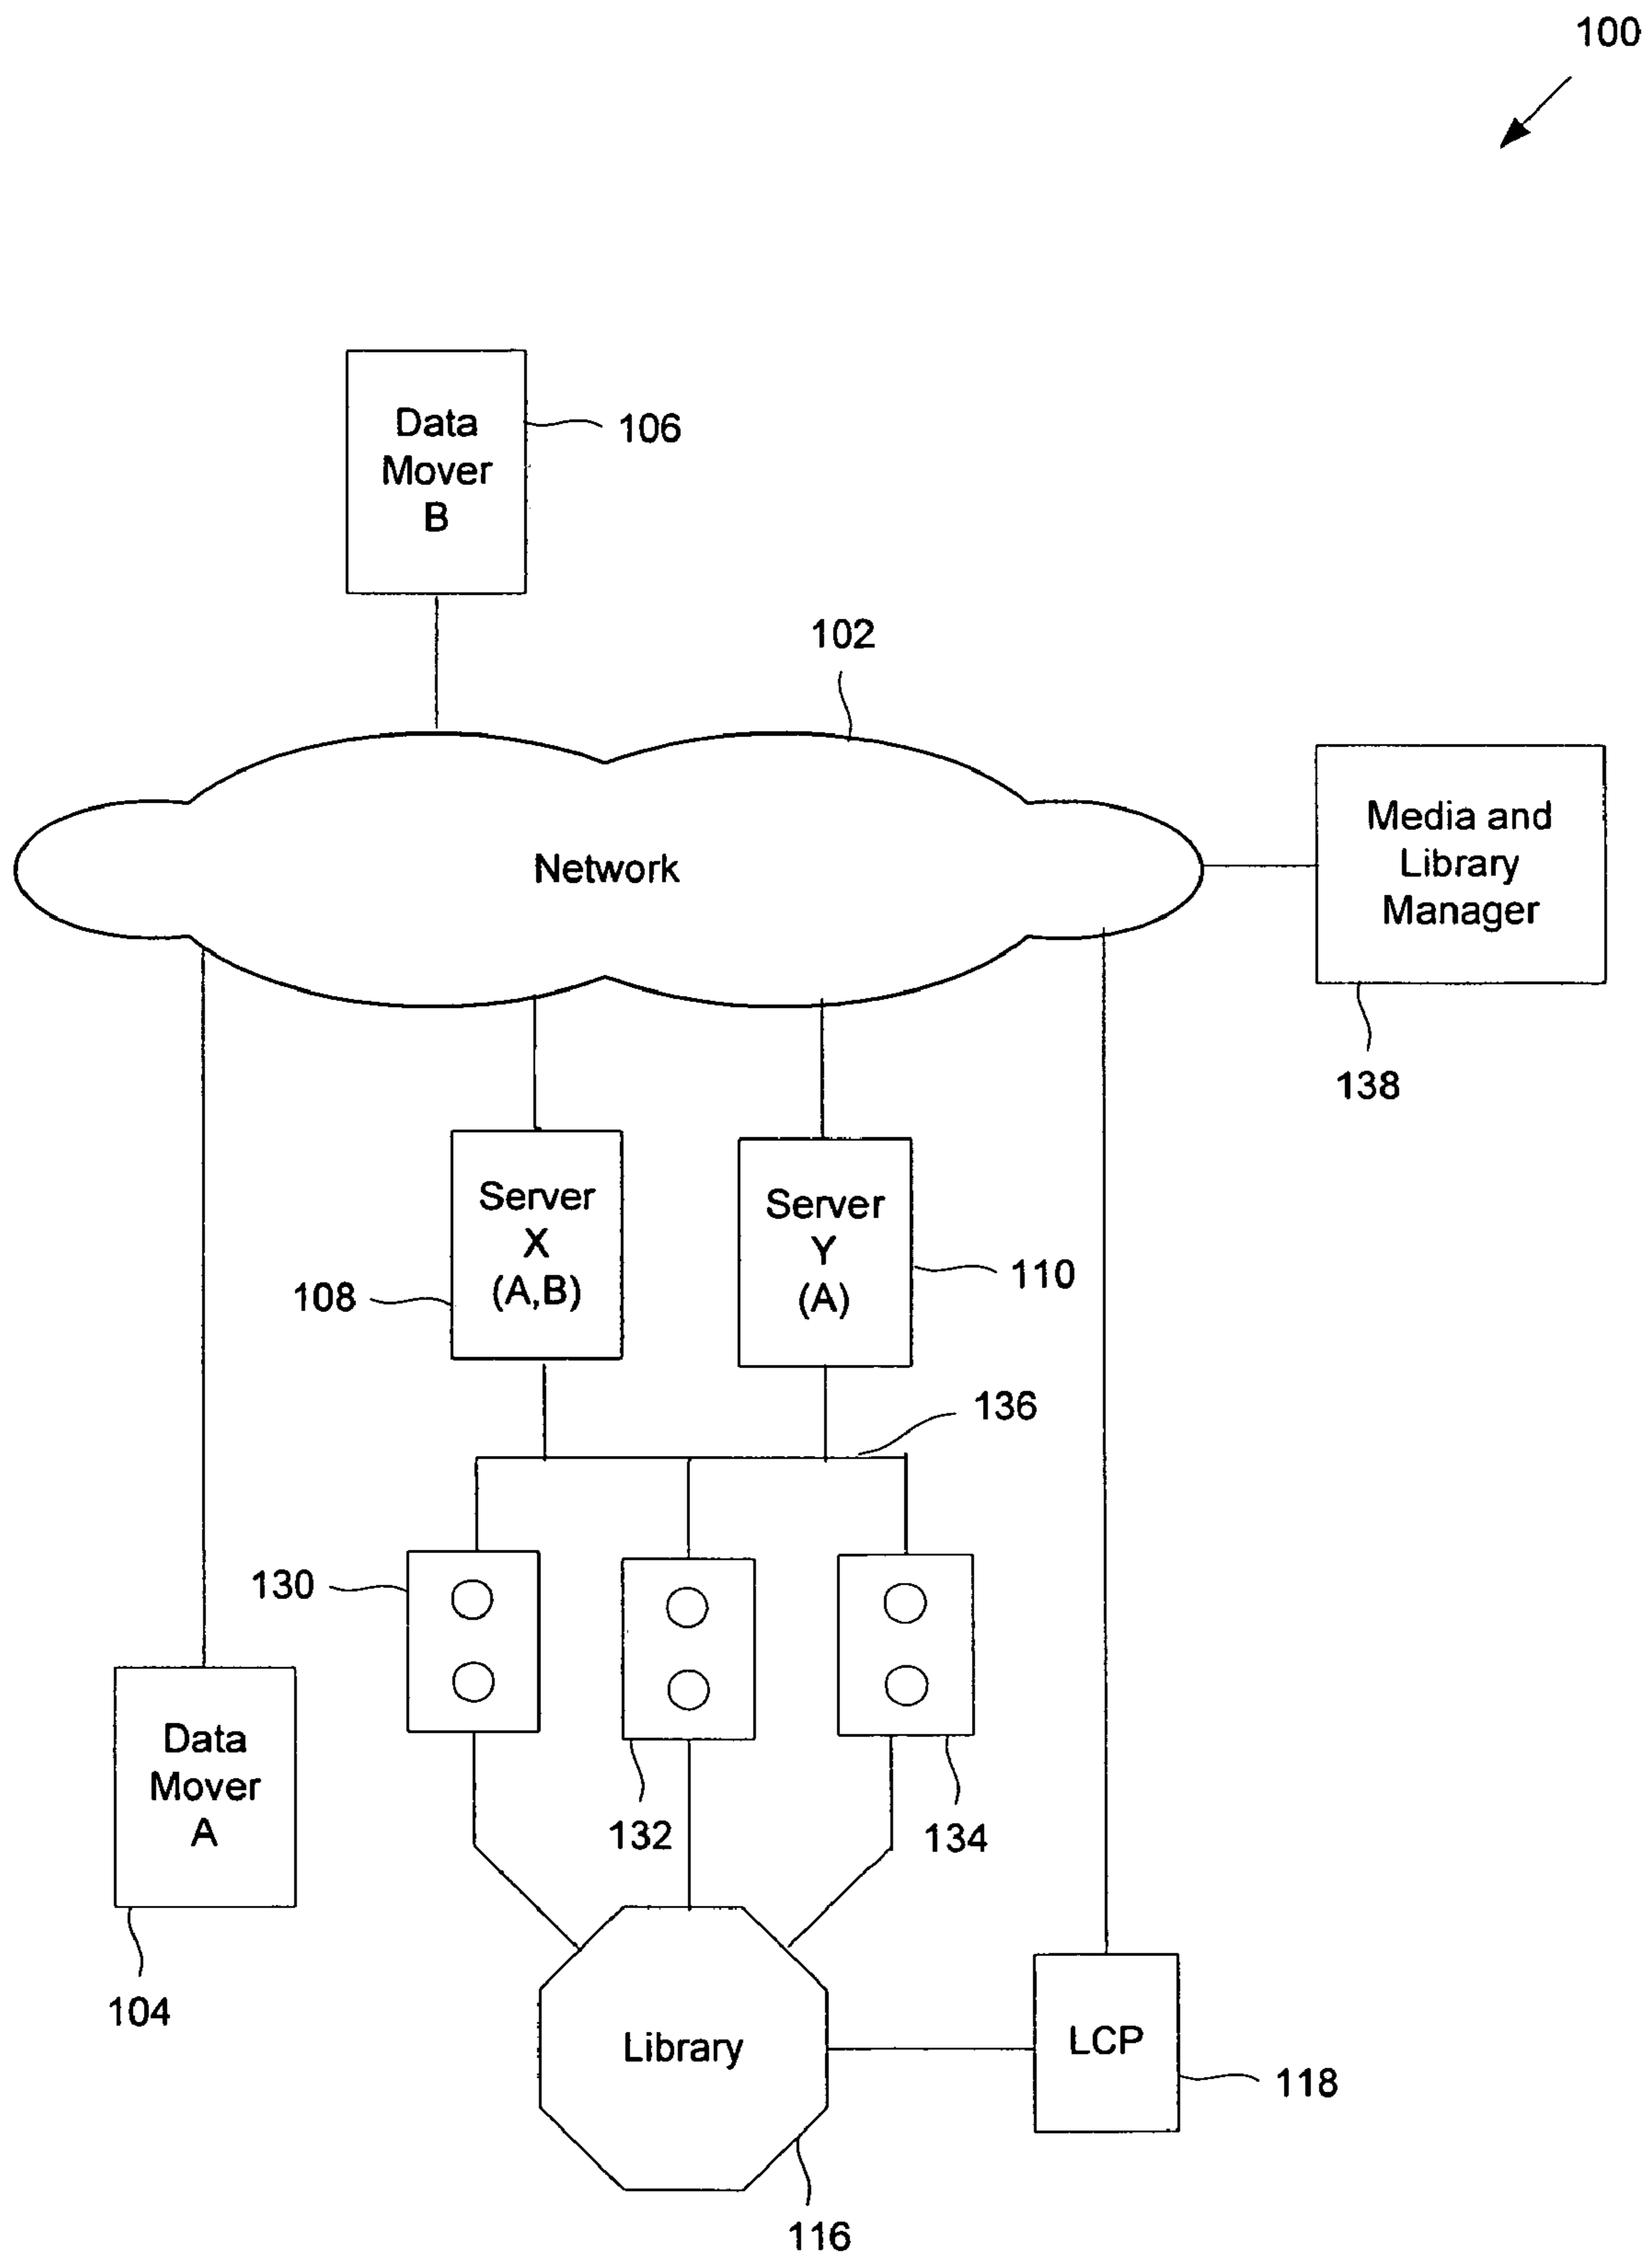 100
Data
Mover
B
106
102
Network
Media and
Library
Manager
138
Server
X
(A,B)
108
Server
Y
(A)
110
136
130
132
134
Data
Mover
A
104
Library
116
LCP
118